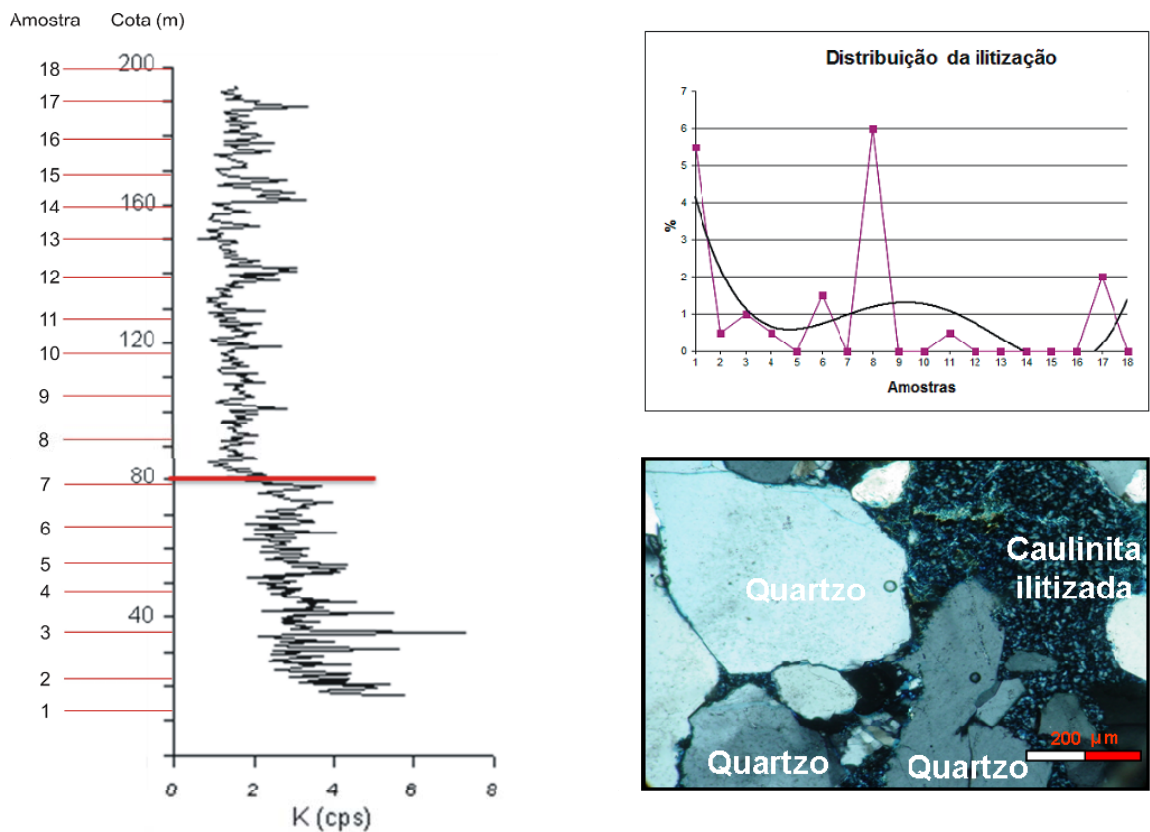 Amostra Cota (m)
18
200
17
16
15
14
160
13
12
11
120
10
9
8
80
7
6
5
4
40
3
2
1
0 2 4 6 8
K (cps)
Distribuição da ilitização
7
6
5
4
%
3
2
1
0
1 2 3 4 5 6 7 8 9 10 11 12 13 14 15 16 17 18
Amostras
Caulinita
ilitizada
Quartzo
200 µm
Quartzo
Quartzo